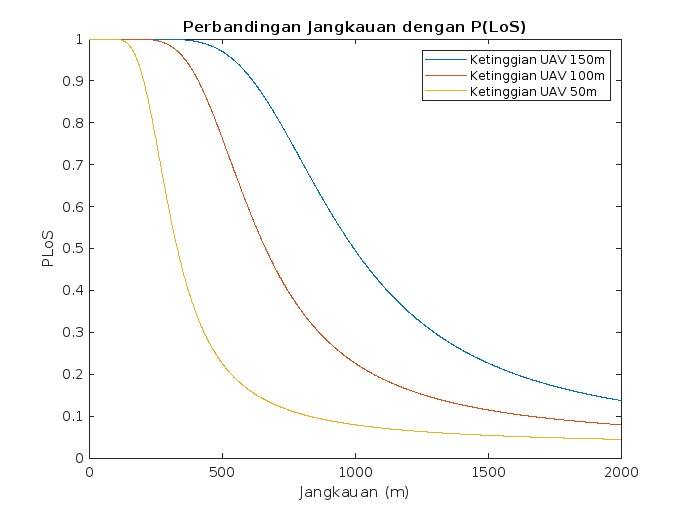 Perbandingan Jangkauan dengan P(LoS)
Ketinggian UAV 150m
Ketinggian UAV 100m
Ketinggian UAV 50m
PLoS
1
0.9
0.8
0.7
0.6
0.5
0.4
0.3
0.2
0.1
0
0 500 1000 1500 2000
Jangkauan (m)